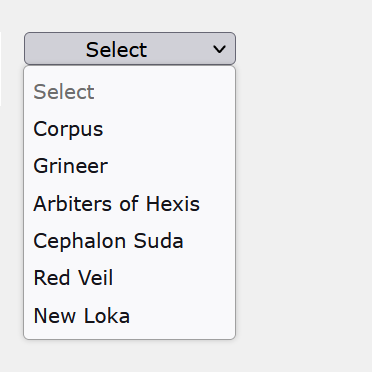 Select
Select
Corpus
Grineer
Arbiters of Hexis
Cephalon Suda
Red Veil
New Loka